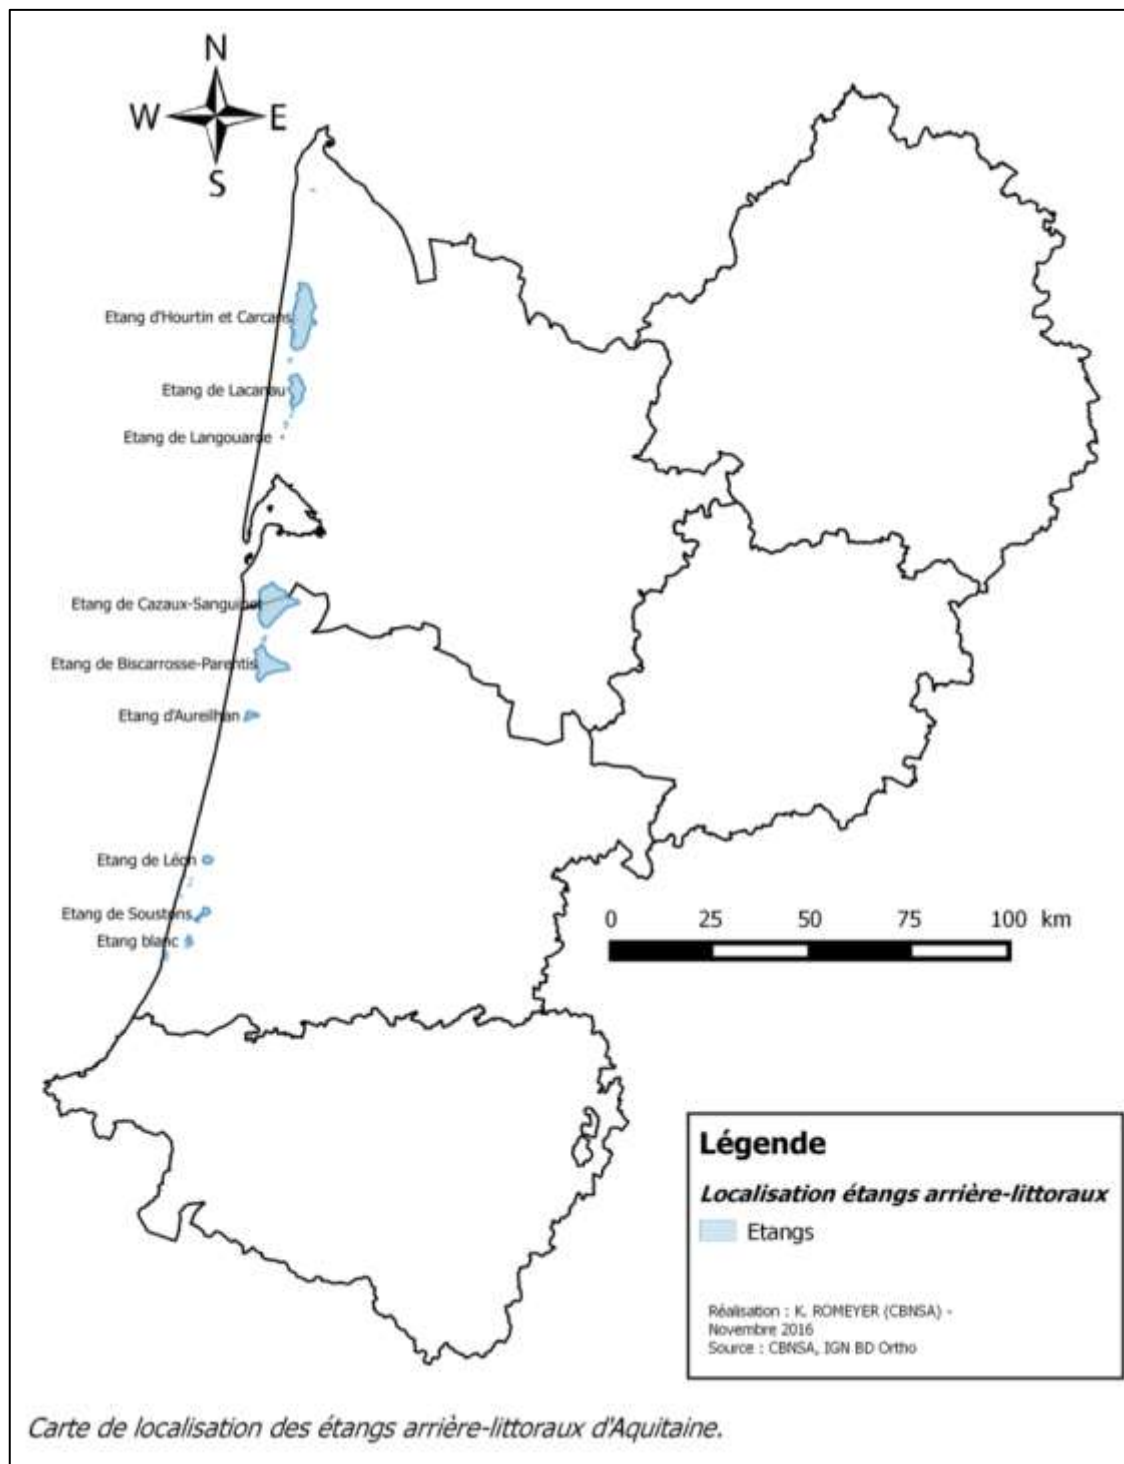 N
W E
S
Etang d'Hourtin et Carcans
Etang de Lacanau
Etang de Langouarde
Etang de Cazaux-Sanguinet
Etang de Biscarrosse-Parentis
Etang d'Aureilhan
Etang de Léon
Etang de Soustons
Etang blanc
0 25 50 75 100 km
Légende
Localisation étangs arrière-littoraux
Etangs
Réalisation : K. ROMEYER (CBNSA) -
Novembre 2016
Source : CBNSA, IGN BD Ortho
Carte de localisation des étangs arrière-littoraux d'Aquitaine.